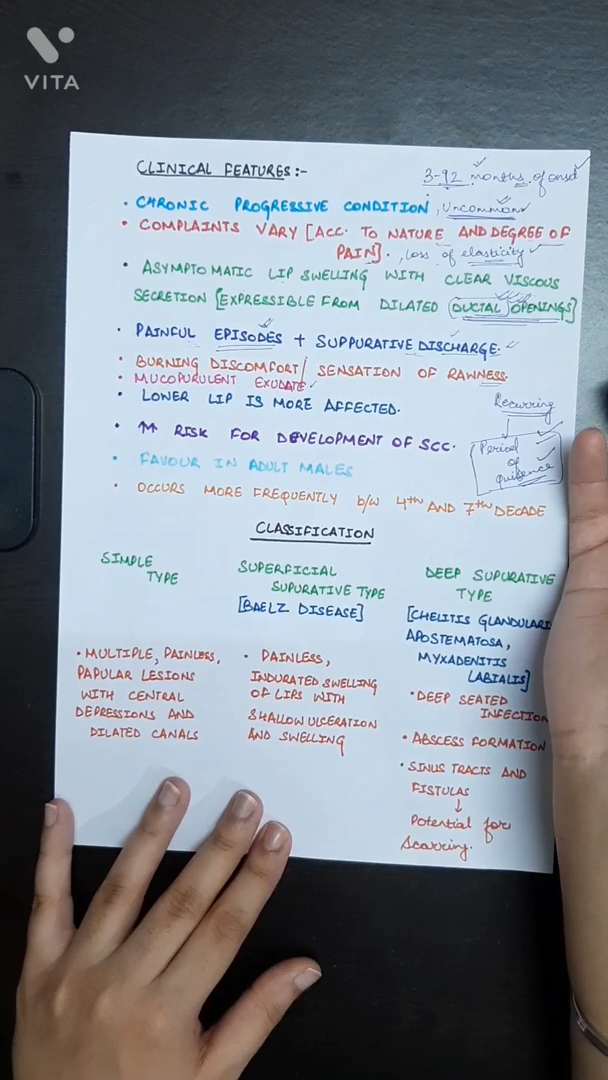 VITA
CLINICAL FEATURES:-
3-92 months of onset
• CHRONIC PROGRESSIVE CONDITION, Uncommon
• COMPLAINTS VARY [ACC. TO NATURE AND DEGREE OF
PAIN]. , loss of elasticity
• ASYMPTOMATIC LIP SWELLING WITH CLEAR VISCOUS
SECRETION [EXPRESSIBLE FROM DILATED (DUCTAL) OPENINGS]
• PAINFUL EPISODES + SUPPURATIVE DISCHARGE.
• BURNING DISCOMFORT/ SENSATION OF RAWNESS.
• MUCOPURULENT EXUDATE
• LOWER LIP IS MORE AFFECTED.
Recurring
• ↑↑ RISK FOR DEVELOPMENT OF SCC.
Period
of
quisence
• FAVOUR IN ADULT MALES
• OCCURS MORE FREQUENTLY b/w 4th AND 7th DECADE
CLASSIFICATION
SIMPLE
TYPE
• MULTIPLE, PAINLESS,
PAPULAR LESIONS
WITH CENTRAL
DEPRESSIONS AND
DILATED CANALS
SUPERFICIAL
SUPURATIVE TYPE
[BAELZ DISEASE]
• PAINLESS,
INDURATED SWELLING
OF LIPS WITH
SHALLOW ULCERATION
AND SWELLING
DEEP SUPURATIVE
TYPE
[CHELITIS GLANDULARI
APOSTEMATOSA,
MYXADENITIS
LABIALIS]
• DEEP SEATED
INFECTION
• ABSCESS FORMATION
• SINUS TRACTS AND
FISTULAS
↓
Potential for
Scarring.